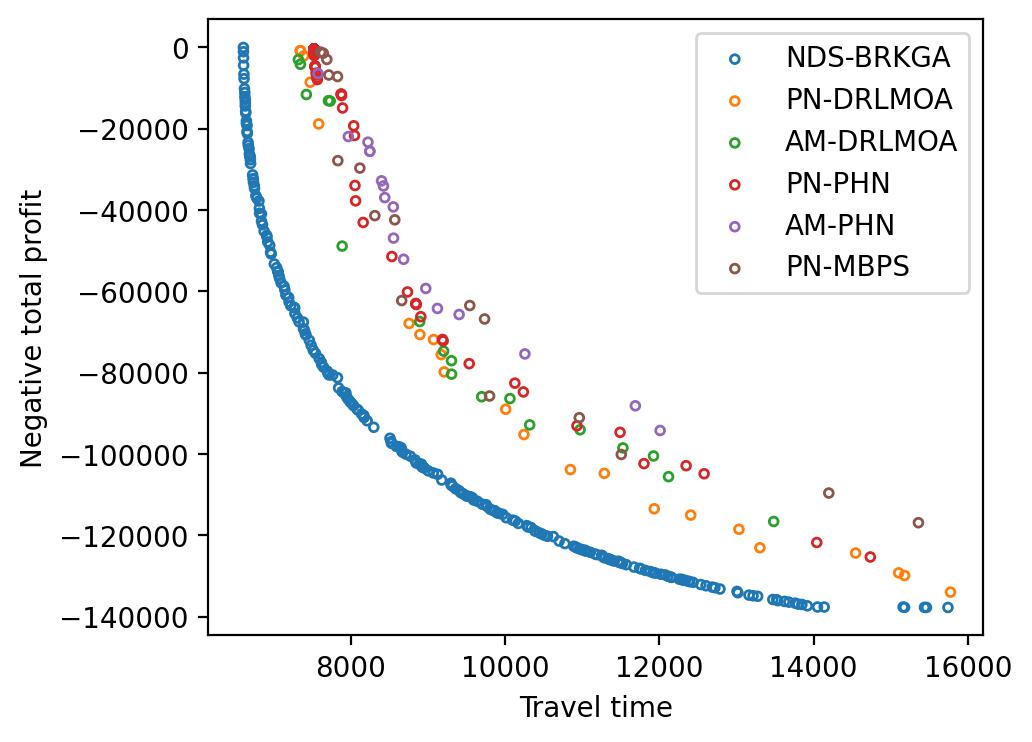 0
−20000
−40000
−60000
−80000
−100000
−120000
−140000
Negative total profit
8000 10000 12000 14000 16000
Travel time
NDS-BRKGA
PN-DRLMOA
AM-DRLMOA
PN-PHN
AM-PHN
PN-MBPS